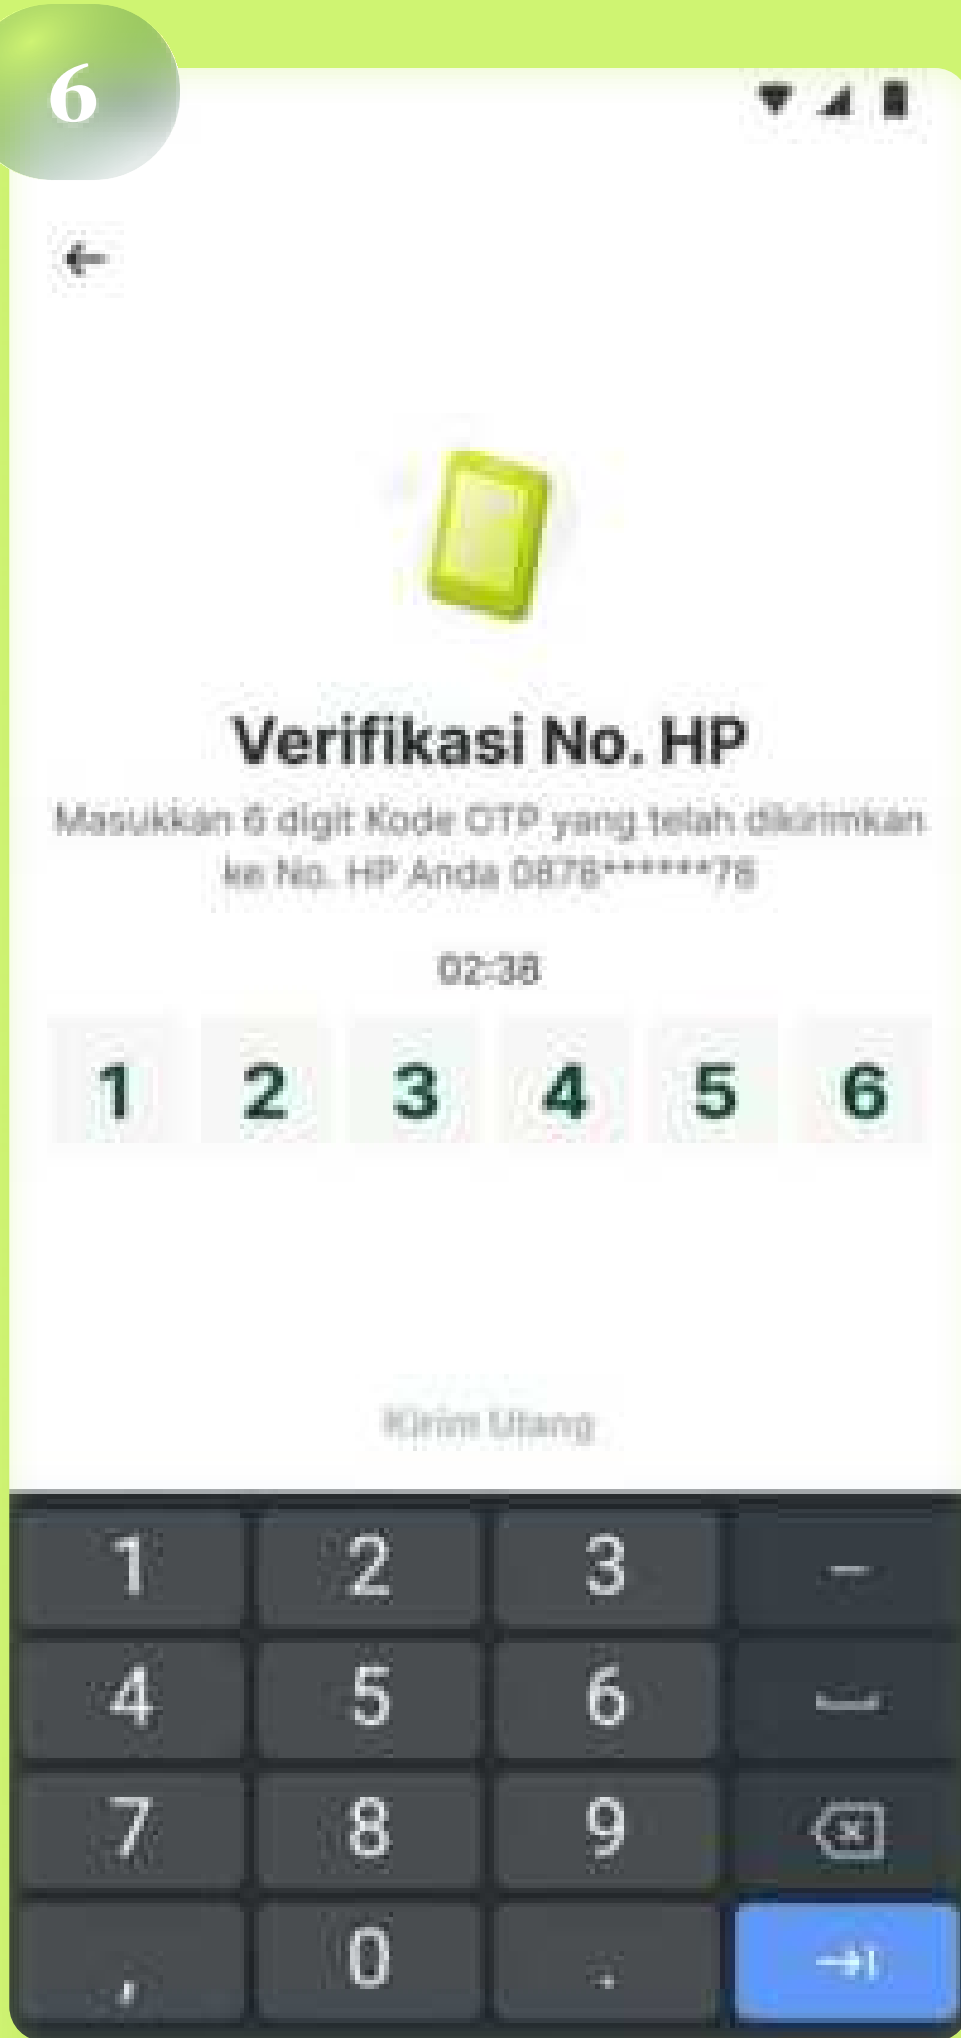 6
Verifikasi No. HP
Masukkan 6 digit Kode OTP yang telah dikirimkan
ke No. HP Anda 0878******78
02:38
1 2 3 4 5 6
Kirim Ulang
1 2 3 –
4 5 6
7 8 9
, 0 .